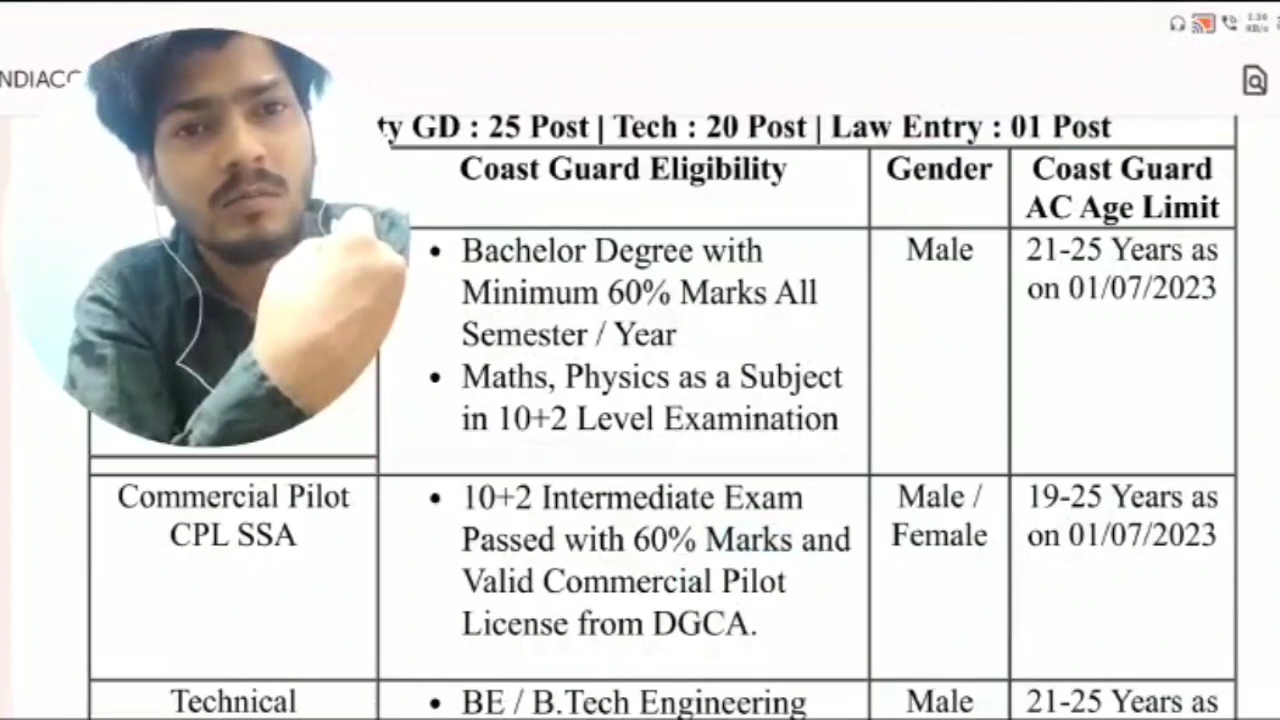 NDIACC
ty GD : 25 Post | Tech : 20 Post | Law Entry : 01 Post
Coast Guard Eligibility
Gender
Coast Guard
AC Age Limit
• Bachelor Degree with
Minimum 60% Marks All
Semester / Year
• Maths, Physics as a Subject
in 10+2 Level Examination
Male
21-25 Years as
on 01/07/2023
Commercial Pilot
CPL SSA
• 10+2 Intermediate Exam
Passed with 60% Marks and
Valid Commercial Pilot
License from DGCA.
Male /
Female
19-25 Years as
on 01/07/2023
Technical
• BE / B.Tech Engineering
Male
21-25 Years as